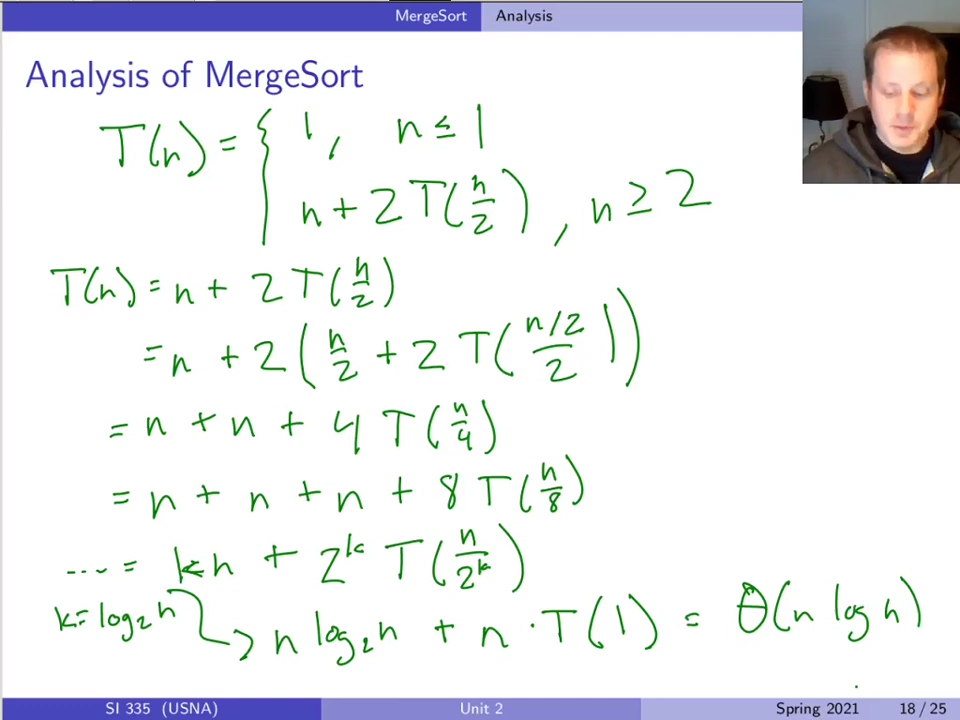 MergeSort Analysis
Analysis of MergeSort
T(n) = { 1, n ≤ 1
n + 2T(n/2), n ≥ 2
T(n) = n + 2T(n/2)
= n + 2(n/2 + 2T((n/2)/2))
= n + n + 4T(n/4)
= n + n + n + 8T(n/8)
... = kn + 2^k T(n/2^k)
k = log₂n
n log₂n + n · T(1) = Θ(n log n)
SI 335 (USNA) Unit 2 Spring 2021 18 / 25